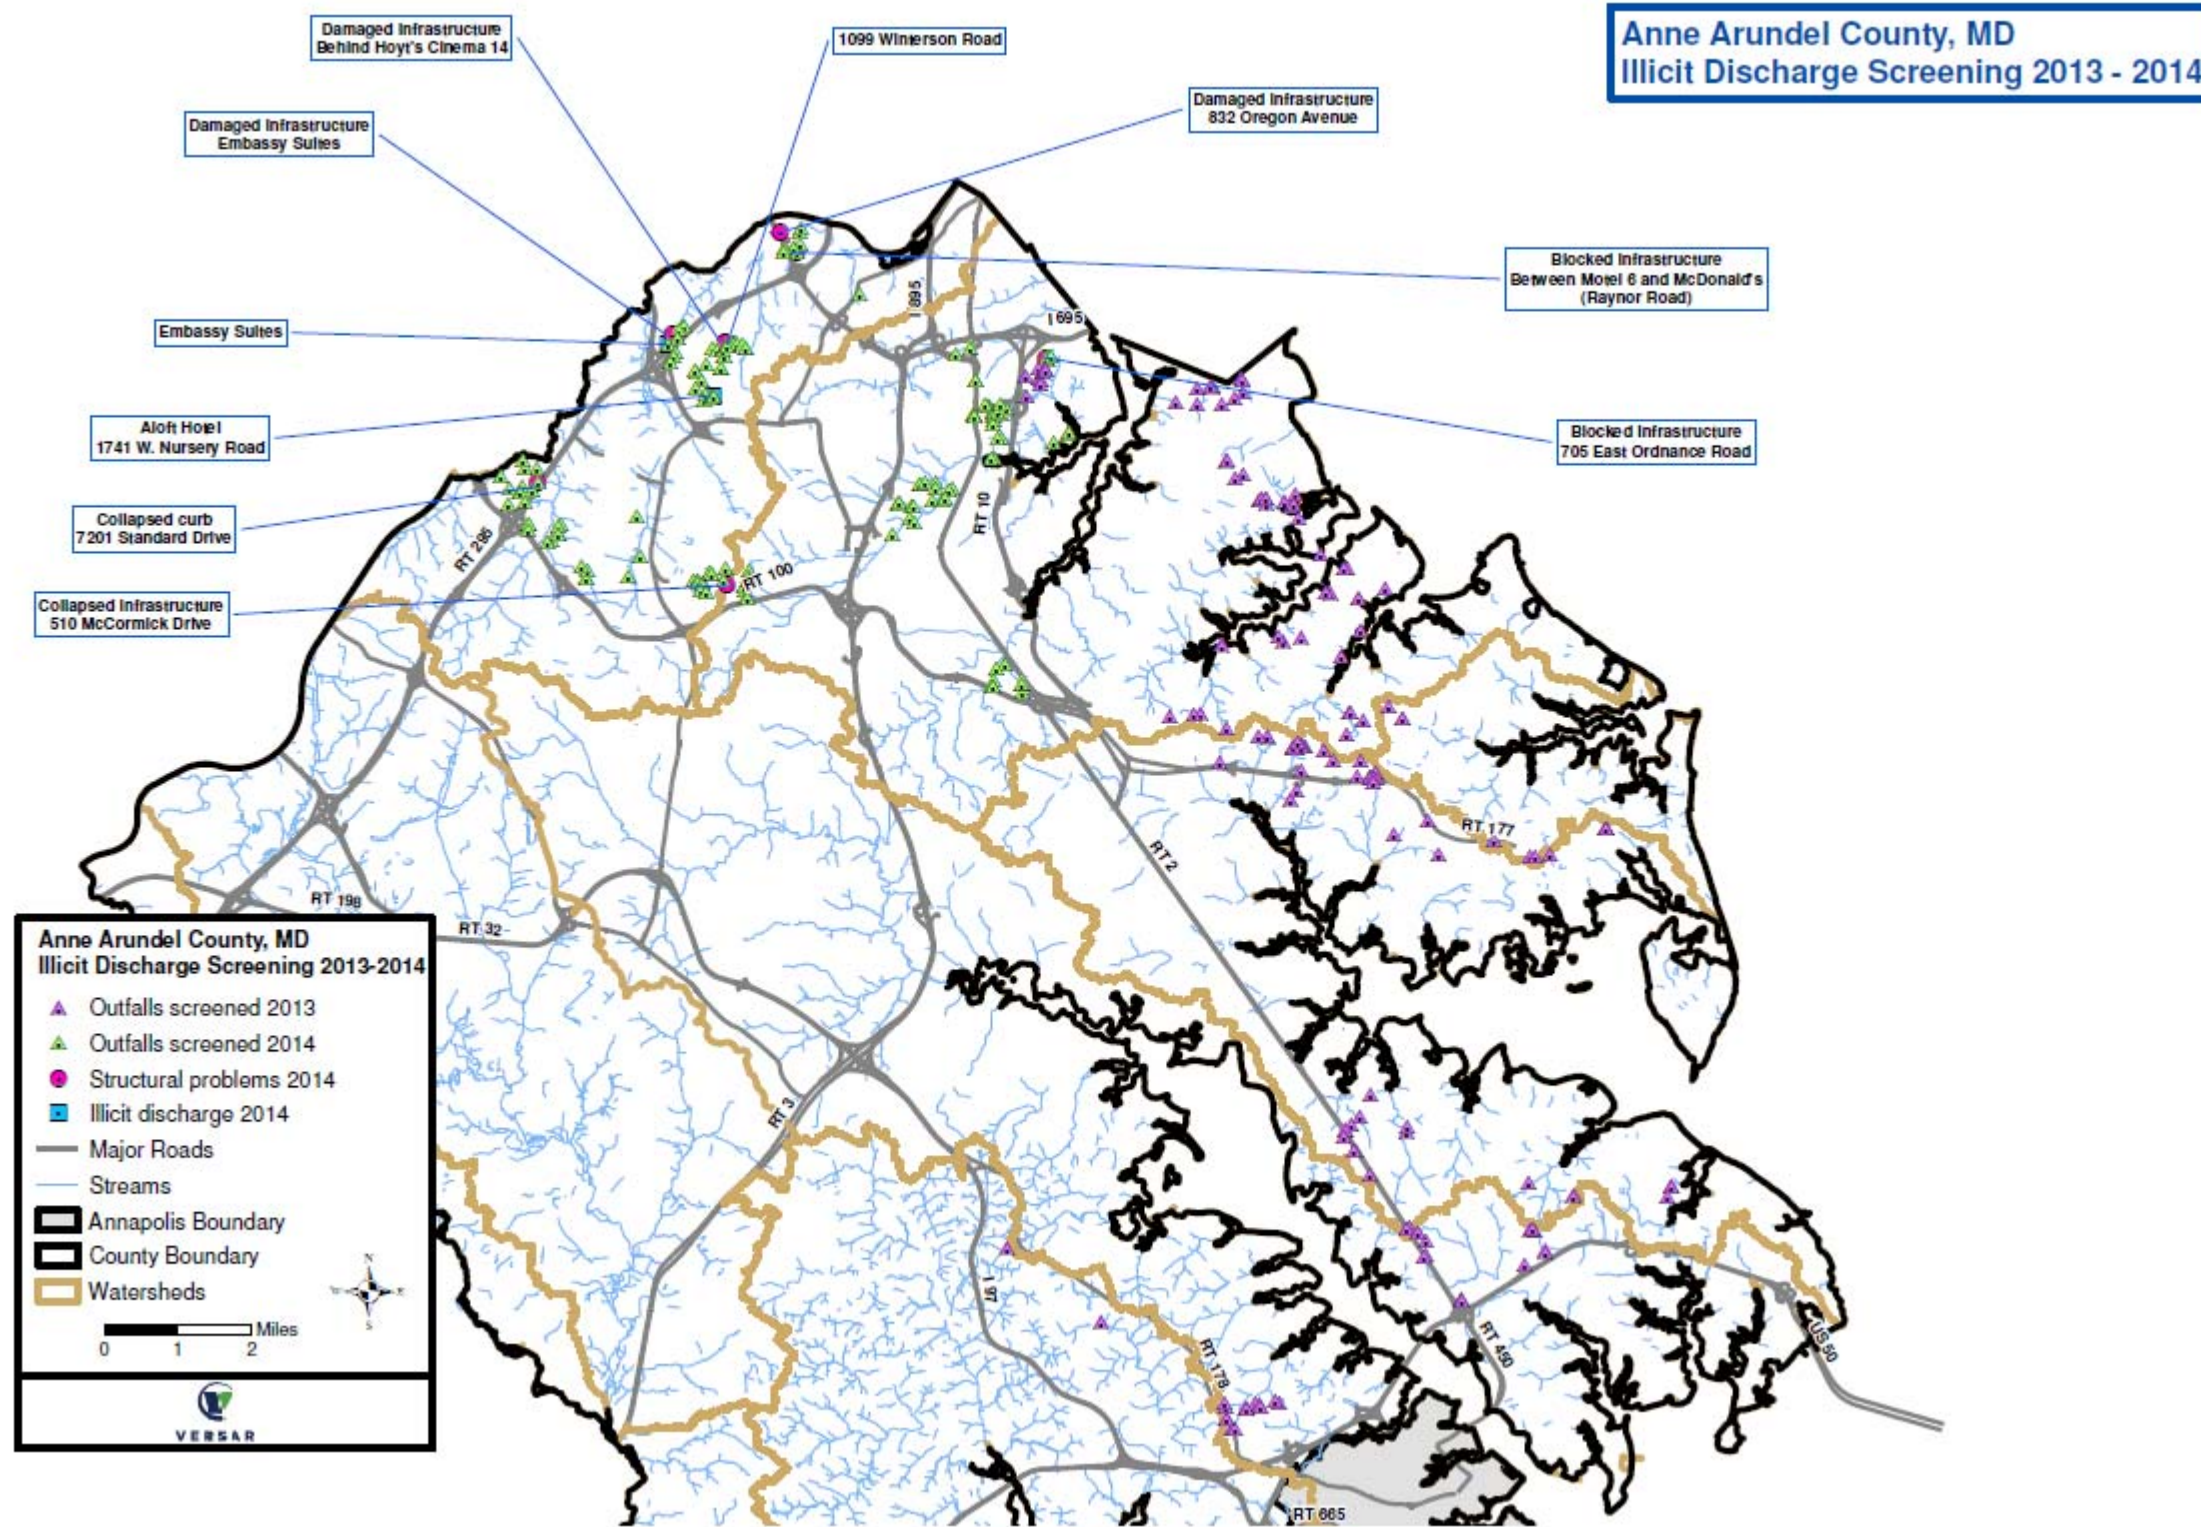 Anne Arundel County, MD
Illicit Discharge Screening 2013 - 2014
Damaged Infrastructure
Behind Hoyt's Cinema 14
1099 Winterson Road
Damaged Infrastructure
832 Oregon Avenue
Damaged Infrastructure
Embassy Suites
Blocked Infrastructure
Between Motel 6 and McDonald's
(Raynor Road)
Embassy Suites
Aloft Hotel
1741 W. Nursery Road
Blocked Infrastructure
705 East Ordnance Road
Collapsed curb
7201 Standard Drive
Collapsed Infrastructure
510 McCormick Drive
I 895
I 695
RT 10
RT 295
RT 100
RT 177
RT 2
RT 198
RT 32
RT 3
I 97
RT 178
RT 450
US 50
RT 665
Anne Arundel County, MD
Illicit Discharge Screening 2013-2014
Outfalls screened 2013
Outfalls screened 2014
Structural problems 2014
Illicit discharge 2014
Major Roads
Streams
Annapolis Boundary
County Boundary
Watersheds
N
W E
S
Miles
0 1 2
VERSAR